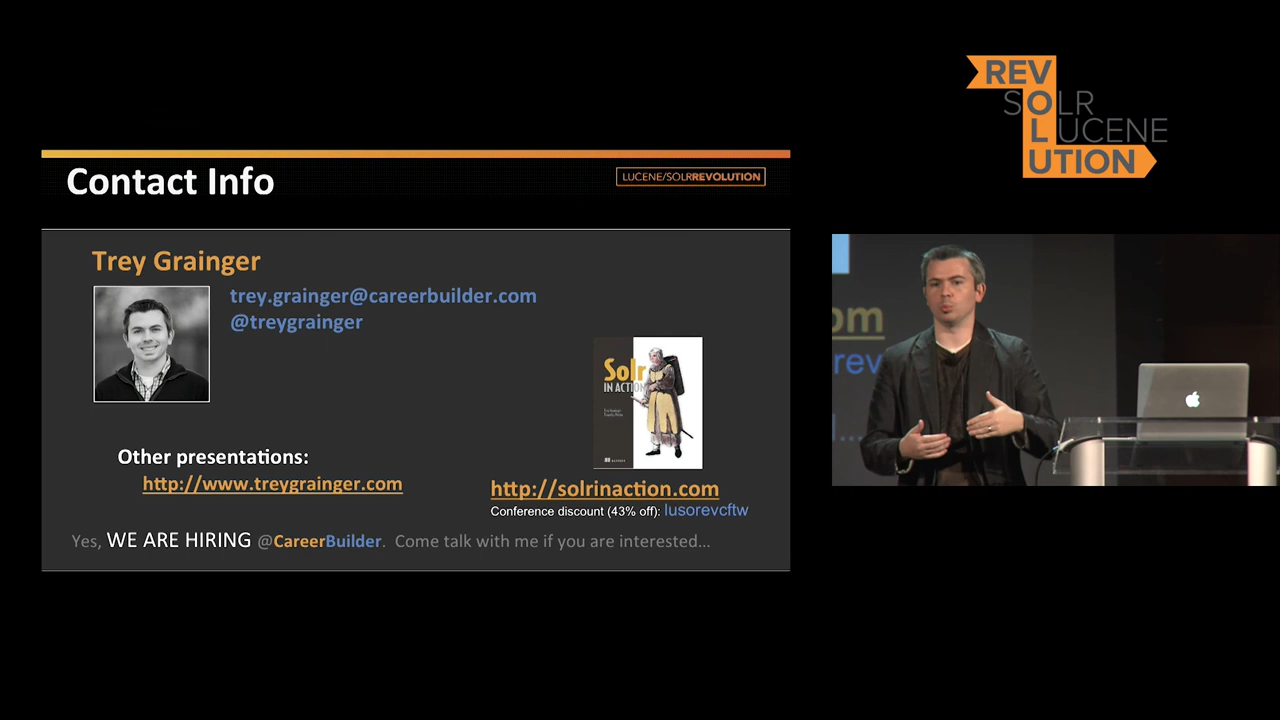 REV
SOLR
LUCENE
UTION
Contact Info
LUCENE/SOLRREVOLUTION
Trey Grainger
trey.grainger@careerbuilder.com
@treygrainger
Solr
IN ACTION
Other presentations:
http://www.treygrainger.com
http://solrinaction.com
Conference discount (43% off): lusorevcftw
Yes, WE ARE HIRING @CareerBuilder. Come talk with me if you are interested...
om
rev